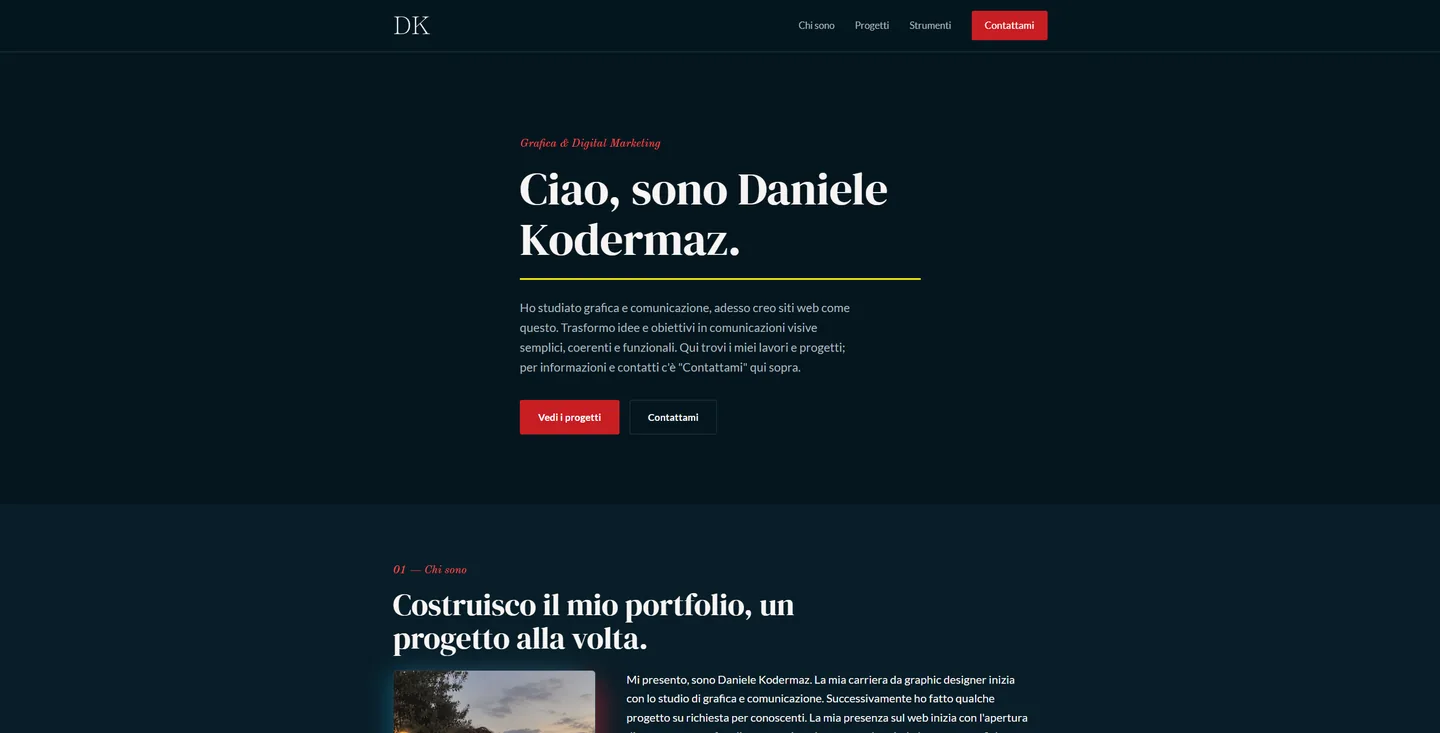 DK
Chi sono
Progetti
Strumenti
Contattami
Grafica & Digital Marketing
Ciao, sono Daniele
Kodermaz.
Ho studiato grafica e comunicazione, adesso creo siti web come
questo. Trasformo idee e obiettivi in comunicazioni visive
semplici, coerenti e funzionali. Qui trovi i miei lavori e progetti;
per informazioni e contatti c'è "Contattami" qui sopra.
Vedi i progetti
Contattami
01 — Chi sono
Costruisco il mio portfolio, un
progetto alla volta.
Mi presento, sono Daniele Kodermaz. La mia carriera da graphic designer inizia
con lo studio di grafica e comunicazione. Successivamente ho fatto qualche
progetto su richiesta per conoscenti. La mia presenza sul web inizia con l'apertura